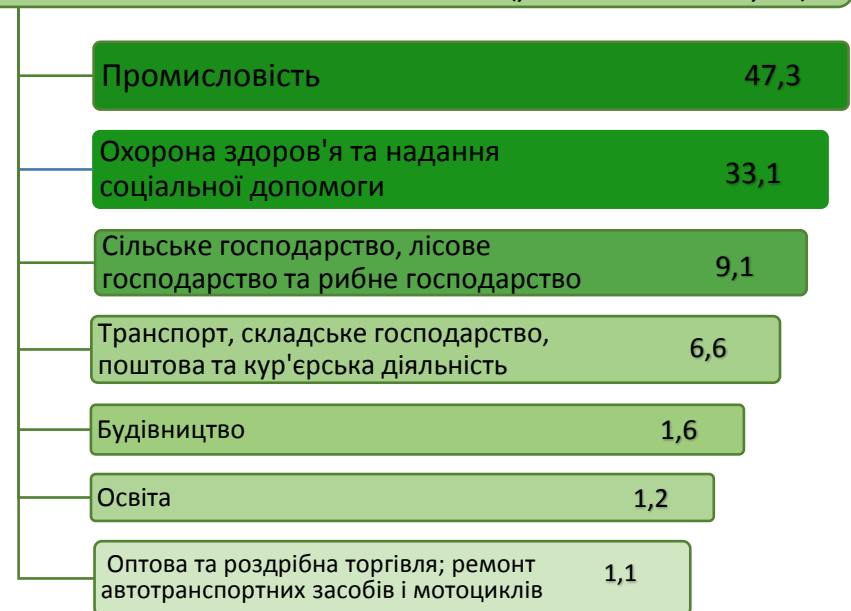 Промисловість 47,3
Охорона здоров'я та надання
соціальної допомоги 33,1
Сільське господарство, лісове
господарство та рибне господарство 9,1
Транспорт, складське господарство,
поштова та кур'єрська діяльність 6,6
Будівництво 1,6
Освіта 1,2
Оптова та роздрібна торгівля; ремонт
автотранспортних засобів і мотоциклів 1,1